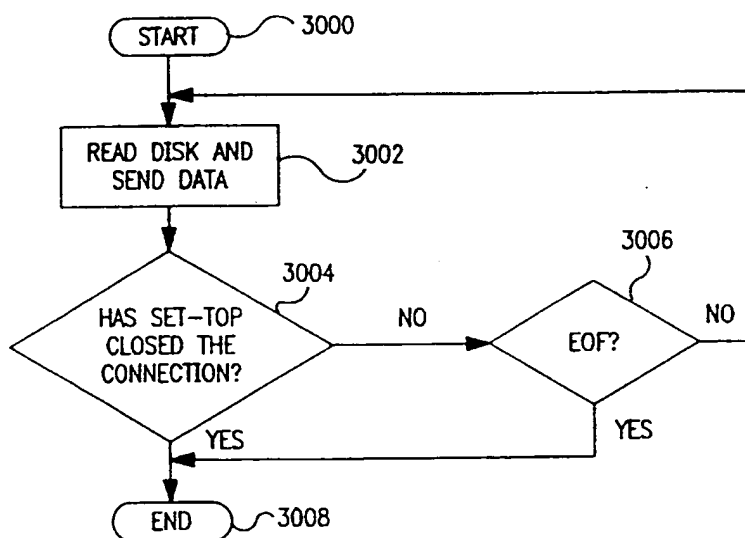 START
3000
READ DISK AND
SEND DATA
3002
3004
HAS SET-TOP
CLOSED THE
CONNECTION?
NO
3006
EOF?
NO
YES
YES
END
3008